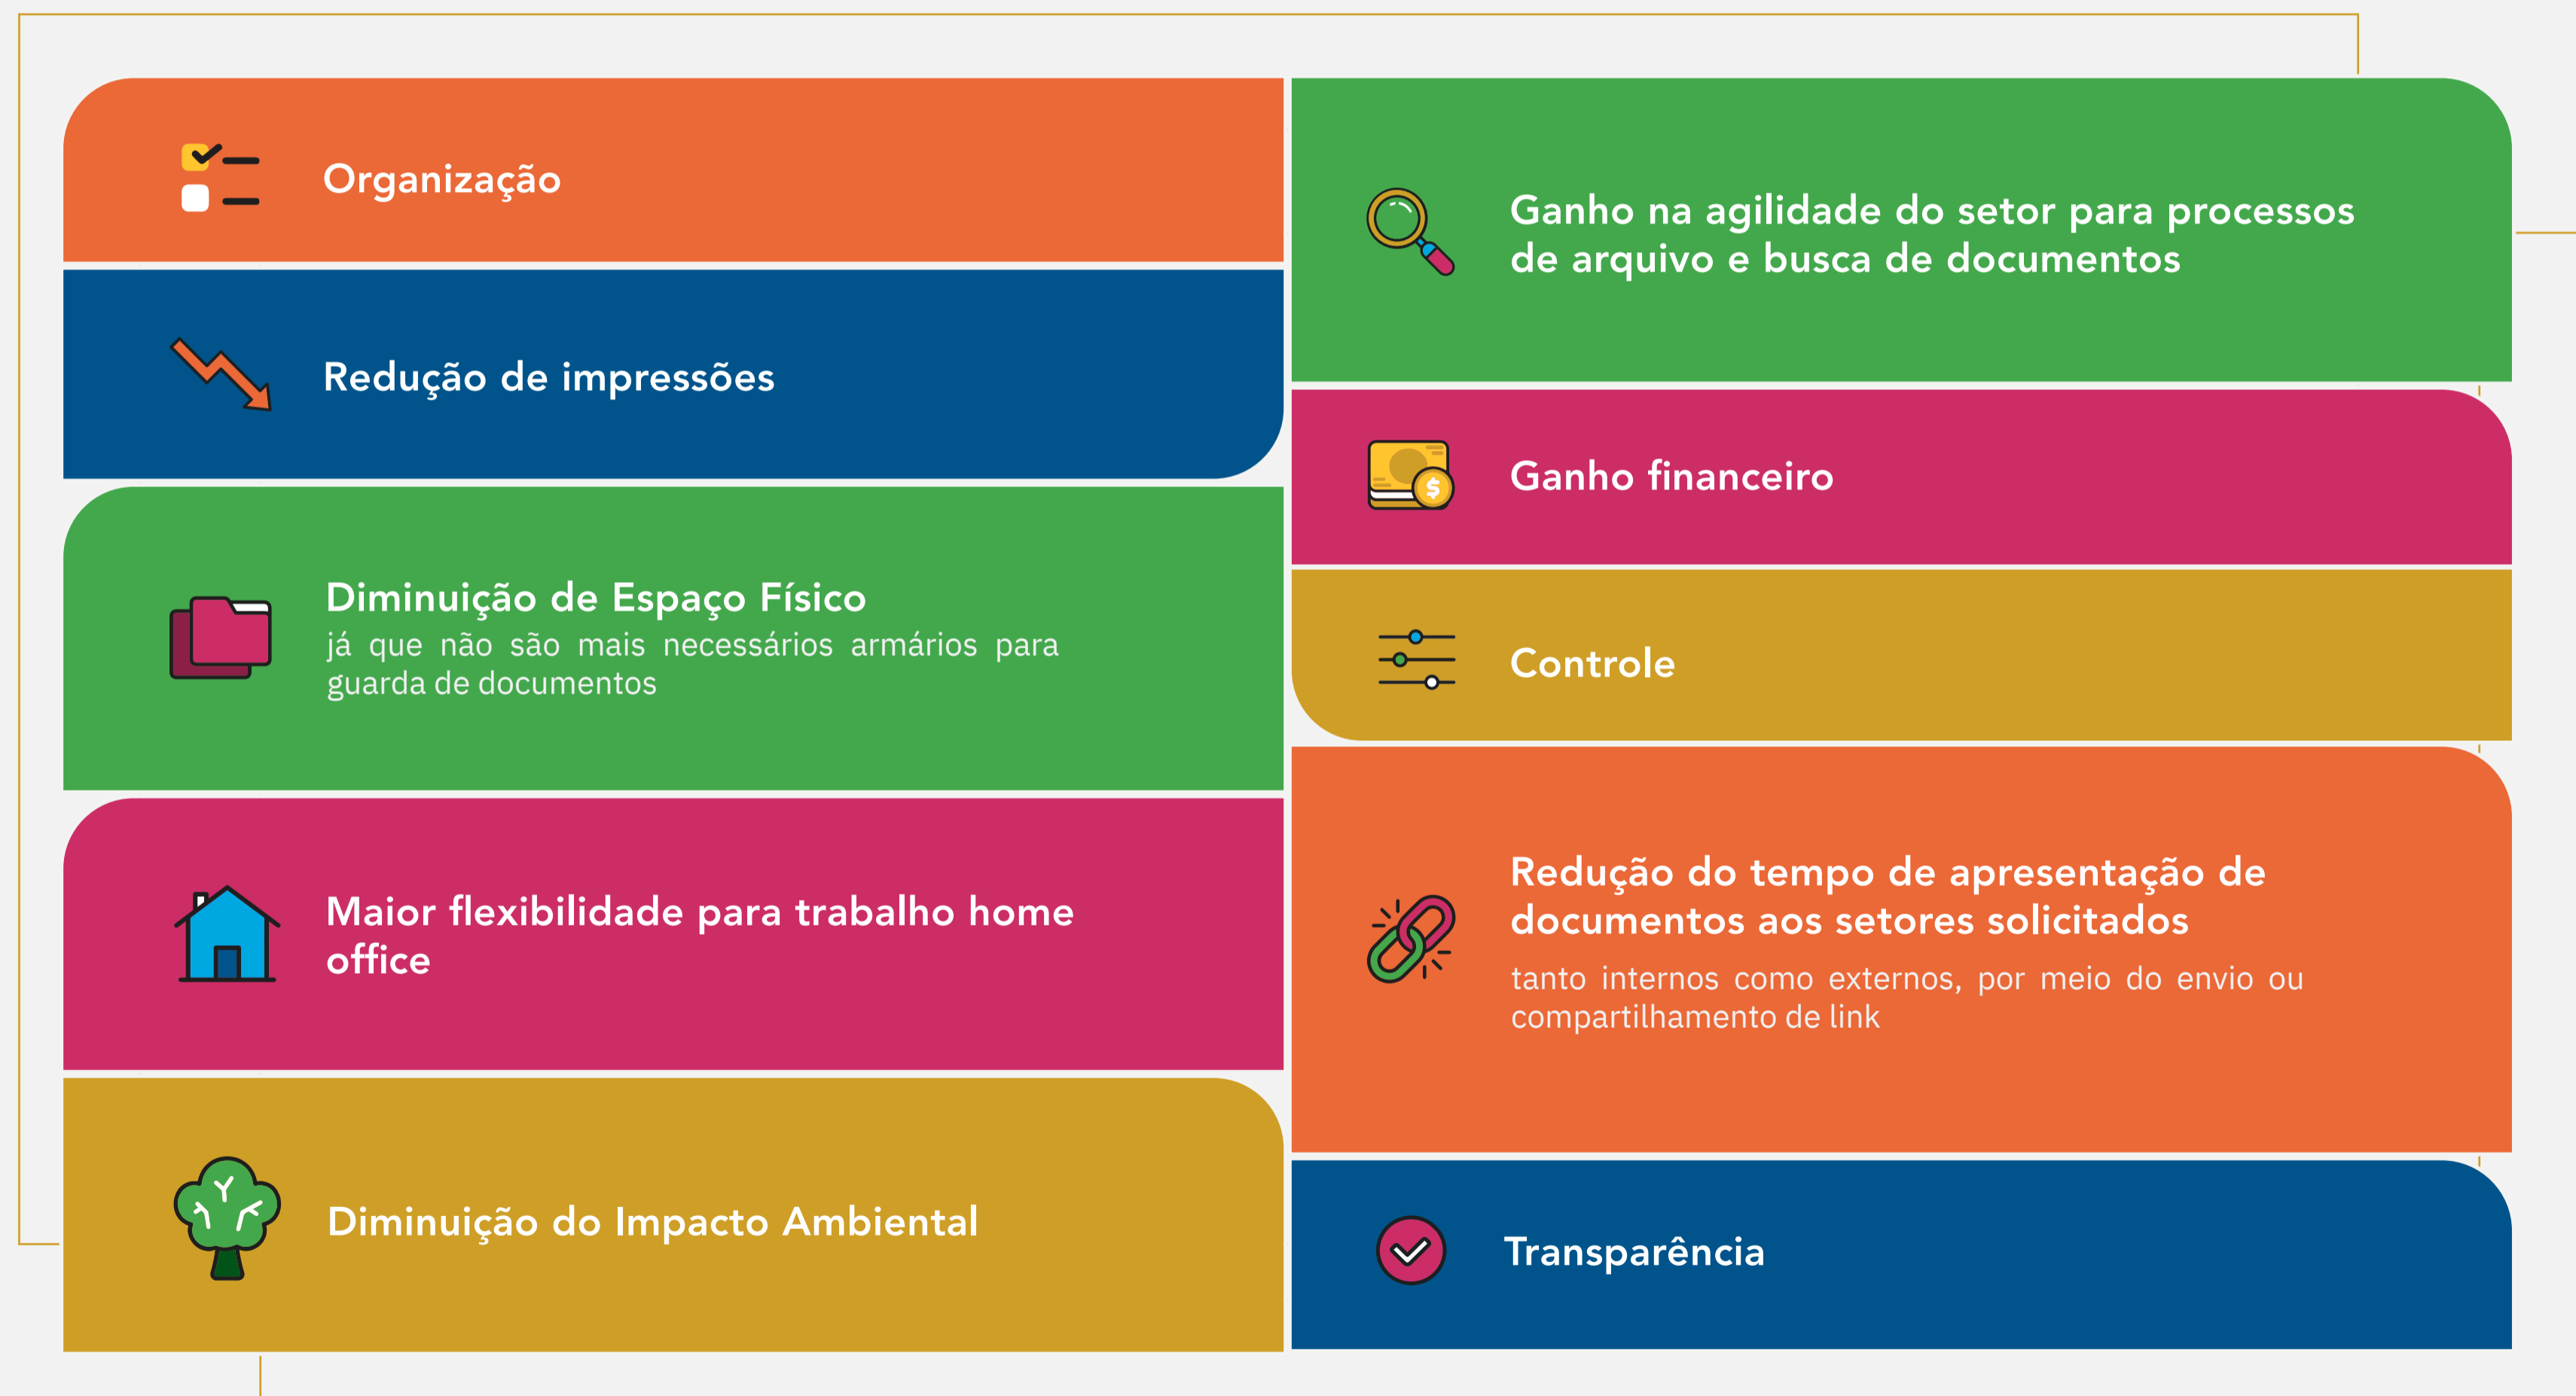 Organização
Redução de impressões
Diminuição de Espaço Físico
já que não são mais necessários armários para
guarda de documentos
Maior flexibilidade para trabalho home
office
Diminuição do Impacto Ambiental
Ganho na agilidade do setor para processos
de arquivo e busca de documentos
Ganho financeiro
$
Controle
Redução do tempo de apresentação de
documentos aos setores solicitados
tanto internos como externos, por meio do envio ou
compartilhamento de link
Transparência